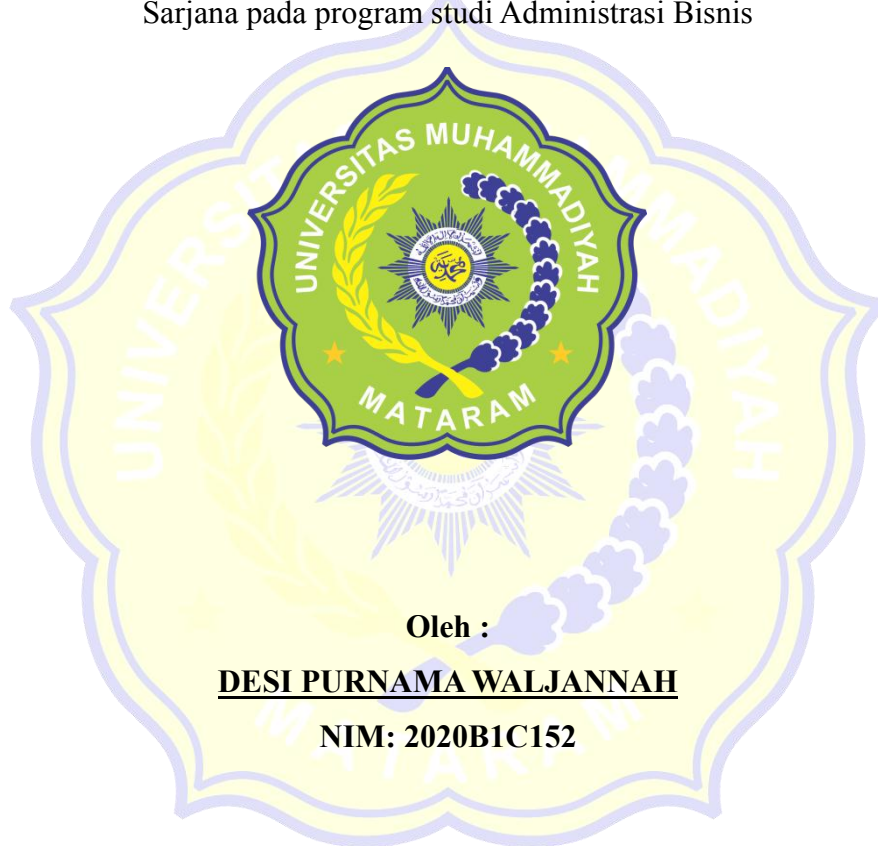 Sarjana pada program studi Administrasi Bisnis
UNIVERSITAS MUHAMMADIYAH
MATARAM
Oleh :
DESI PURNAMA WALJANNAH
NIM: 2020B1C152